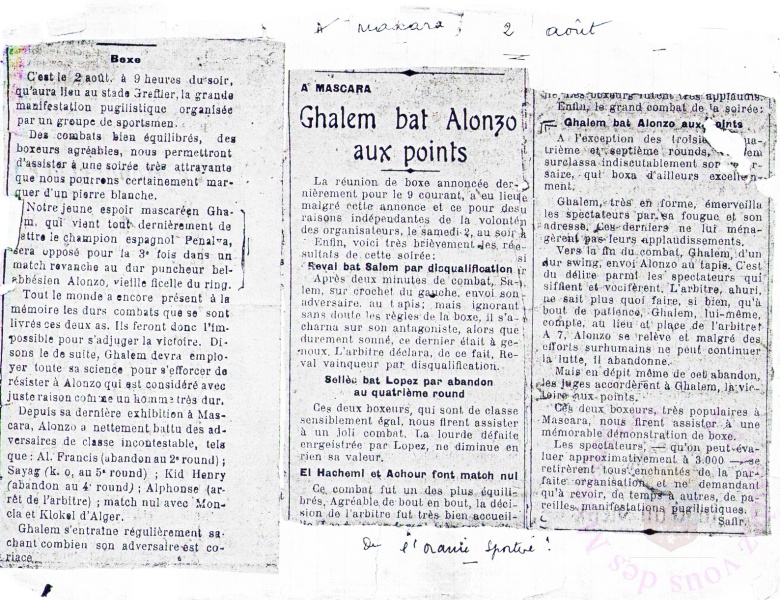 A Mascara, 2 août
Boxe
C'est le 2 août. à 9 heures du soir,
qu'aura lieu au stade Greffier, la grande
manifestation pugilistique organisée
par un groupe de sportsmen.
Des combats bien équilibrés, des
boxeurs agréables, nous permettront
d'assister à une soirée très attrayante
que nous pourrons certainement mar-
quer d'un pierre blanche.
Notre jeune espoir mascaréen Gha-
m, qui vient tout dernièrement de
ettre le champion espagnol Penalva,
sera opposé pour la 3e fois dans un
match revanche au dur puncheur bel-
abbésien Alonzo, vieille ficelle du ring.
Tout le monde a encore présent à la
mémoire les durs combats que se sont
livrés ces deux as. Ils feront donc l'im-
possible pour s'adjuger la victoire. Di-
sons le de suite, Ghalem devra emplo-
yer toute sa science pour s'efforcer de
résister à Alonzo qui est considéré avec
juste raison comme un homme très dur.
Depuis sa dernière exhibition à Mas-
cara, Alonzo a nettement battu des ad-
versaires de classe incontestable, tels
que : Al. Francis (abandon au 2e round) ;
Sayag (k. o, au 5e round) ; Kid Henry
(abandon au 4e round) ; Alphonse (ar-
rêt de l'arbitre) ; match nul avec Mon-
cla et Klokel d'Alger.
Ghalem s'entraîne régulièrement sa-
chant combien son adversaire est co-
riace.
A MASCARA
Ghalem bat Alonzo
aux points
La réunion de boxe annoncée der-
nièrement pour le 9 courant, a eu lieu
malgré cette annonce et ce pour des
raisons indépendantes de la volonté
des organisateurs, le samedi 2, au soir
Enfin, voici très brièvement les ré-
sultats de cette soirée:
Reval bat Salem par disqualification
Après deux minutes de combat, Sa-
lem, sur crochet du gauche, envoi son
adversaire au tapis; mais ignorant
sans doute les règles de la boxe, il s'a-
charna sur son antagoniste, alors que
durement sonné, ce dernier était à ge-
noux. L'arbitre déclara, de ce fait, Re-
val vainqueur par disqualification.
Sellès bat Lopez par abandon
au quatrième round
Ces deux boxeurs, qui sont de classe
sensiblement égal, nous firent assister
à un joli combat. La lourde défaite
enrgeistrée par Lopez, ne diminue en
rien sa valeur.
El Hachemi et Achour font match nul
Ce combat fut un des plus équili-
brés, Agréable de bout en bout, la déci-
sion de l'arbitre fut très bien accueil-
lie. Les boxeurs furent très applaudis.
Enfin, le grand combat de la soirée:
Ghalem bat Alonzo aux oints
A l'exception des troisiè ua-
trième et septième rounds, em
surclassa indiscutablement son
saire, qui boxa d'ailleurs excellem-
ment.
Ghalem, très en forme, émerveilla
les spectateurs par sa fougue et son
adresse. Ces derniers ne lui ména-
gèrent pas leurs applaudissements.
Vers la fin du combat, Ghalem, d'un
dur swing, envoi Alonzo au tapis. C'est
du délire parmi les spectateurs qui
sifflent et vocifèrent. L'arbitre, ahuri,
ne sait plus quoi faire, si bien, qu'à
bout de patience, Ghalem, lui-même,
compte, au lieu et place de l'arbitre!
A 7, Alonzo se relève et malgré des
efforts surhumains ne peut continuer
la lutte, il abandonne.
Mais en dépit même de cet abandon,
les juges accordèrent à Ghalem, la vic-
toire aux points.
Ces deux boxeurs, très populaires à
Mascara, nous firent assister à une
mémorable démonstration de boxe.
Les spectateurs, — qu'on peut éva-
luer approximativement à 3000 — se
retirèrent tous enchantés de la par-
faite organisation et ne demandant
qu'à revoir, de temps à autres, de pa-
reilles manifestations pugilistiques.
Safir.
De l'Oranie Sportive.